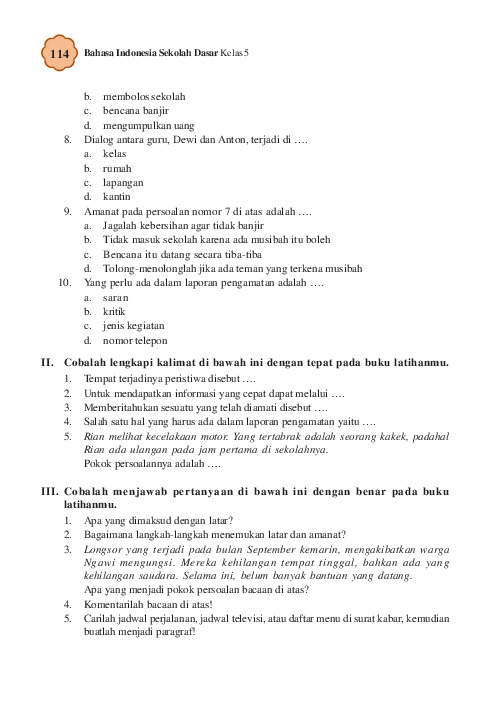 114 Bahasa Indonesia Sekolah Dasar Kelas 5
b. membolos sekolah
c. bencana banjir
d. mengumpulkan uang
8. Dialog antara guru, Dewi dan Anton, terjadi di ....
a. kelas
b. rumah
c. lapangan
d. kantin
9. Amanat pada persoalan nomor 7 di atas adalah ....
a. Jagalah kebersihan agar tidak banjir
b. Tidak masuk sekolah karena ada musibah itu boleh
c. Bencana itu datang secara tiba-tiba
d. Tolong-menolonglah jika ada teman yang terkena musibah
10. Yang perlu ada dalam laporan pengamatan adalah ....
a. saran
b. kritik
c. jenis kegiatan
d. nomor telepon
II. Cobalah lengkapi kalimat di bawah ini dengan tepat pada buku latihanmu.
1. Tempat terjadinya peristiwa disebut ....
2. Untuk mendapatkan informasi yang cepat dapat melalui ....
3. Memberitahukan sesuatu yang telah diamati disebut ....
4. Salah satu hal yang harus ada dalam laporan pengamatan yaitu ....
5. Rian melihat kecelakaan motor. Yang tertabrak adalah seorang kakek, padahal
Rian ada ulangan pada jam pertama di sekolahnya.
Pokok persoalannya adalah ....
III. Cobalah menjawab pertanyaan di bawah ini dengan benar pada buku
latihanmu.
1. Apa yang dimaksud dengan latar?
2. Bagaimana langkah-langkah menemukan latar dan amanat?
3. Longsor yang terjadi pada bulan September kemarin, mengakibatkan warga
Ngawi mengungsi. Mereka kehilangan tempat tinggal, bahkan ada yang
kehilangan saudara. Selama ini, belum banyak bantuan yang datang.
Apa yang menjadi pokok persoalan bacaan di atas?
4. Komentarilah bacaan di atas!
5. Carilah jadwal perjalanan, jadwal televisi, atau daftar menu di surat kabar, kemudian
buatlah menjadi paragraf!